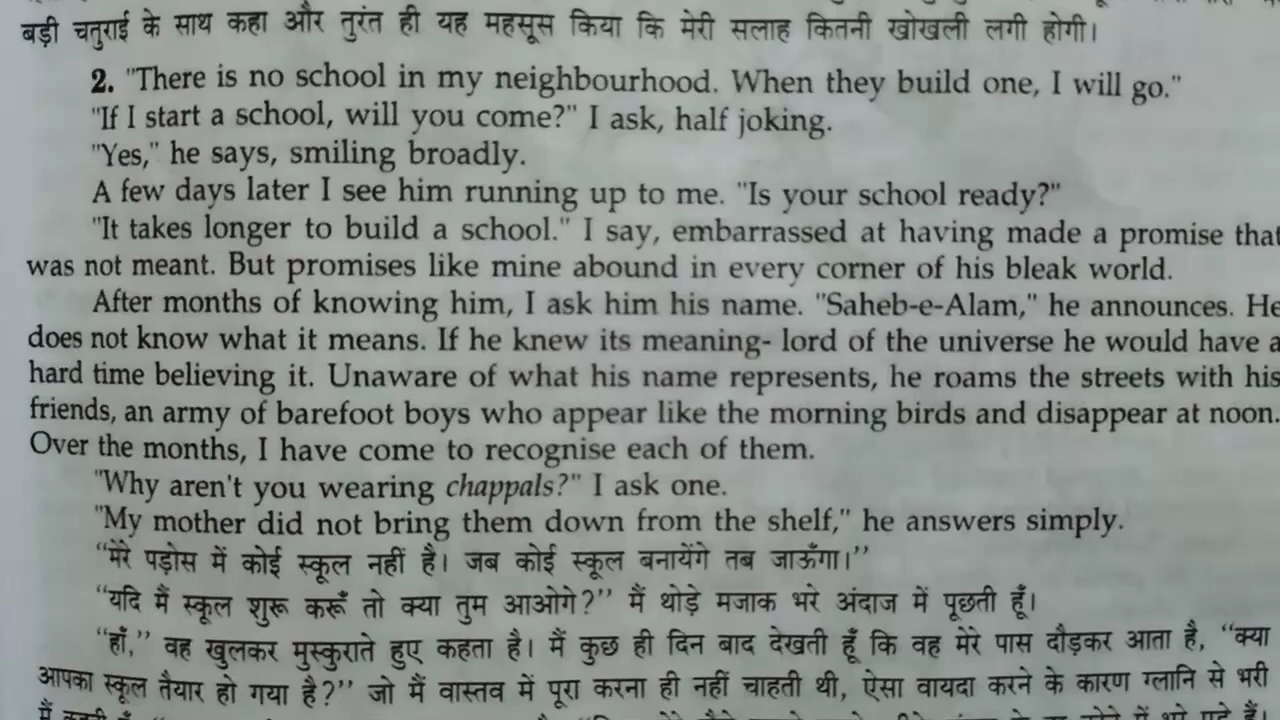 बड़ी चतुराई के साथ कहा और तुरंत ही यह महसूस किया कि मेरी सलाह कितनी खोखली लगी होगी।
2. "There is no school in my neighbourhood. When they build one, I will go."
"If I start a school, will you come?" I ask, half joking.
"Yes," he says, smiling broadly.
A few days later I see him running up to me. "Is your school ready?"
"It takes longer to build a school." I say, embarrassed at having made a promise that
was not meant. But promises like mine abound in every corner of his bleak world.
After months of knowing him, I ask him his name. "Saheb-e-Alam," he announces. He
does not know what it means. If he knew its meaning- lord of the universe he would have a
hard time believing it. Unaware of what his name represents, he roams the streets with his
friends, an army of barefoot boys who appear like the morning birds and disappear at noon.
Over the months, I have come to recognise each of them.
"Why aren't you wearing chappals?" I ask one.
"My mother did not bring them down from the shelf," he answers simply.
“मेरे पड़ोस में कोई स्कूल नहीं है। जब कोई स्कूल बनायेंगे तब जाऊँगा।”
“यदि मैं स्कूल शुरू करूँ तो क्या तुम आओगे?” मैं थोड़े मजाक भरे अंदाज में पूछती हूँ।
“हाँ,” वह खुलकर मुस्कुराते हुए कहता है। मैं कुछ ही दिन बाद देखती हूँ कि वह मेरे पास दौड़कर आता है, “क्या
आपका स्कूल तैयार हो गया है?” जो मैं वास्तव में पूरा करना ही नहीं चाहती थी, ऐसा वायदा करने के कारण ग्लानि से भरी